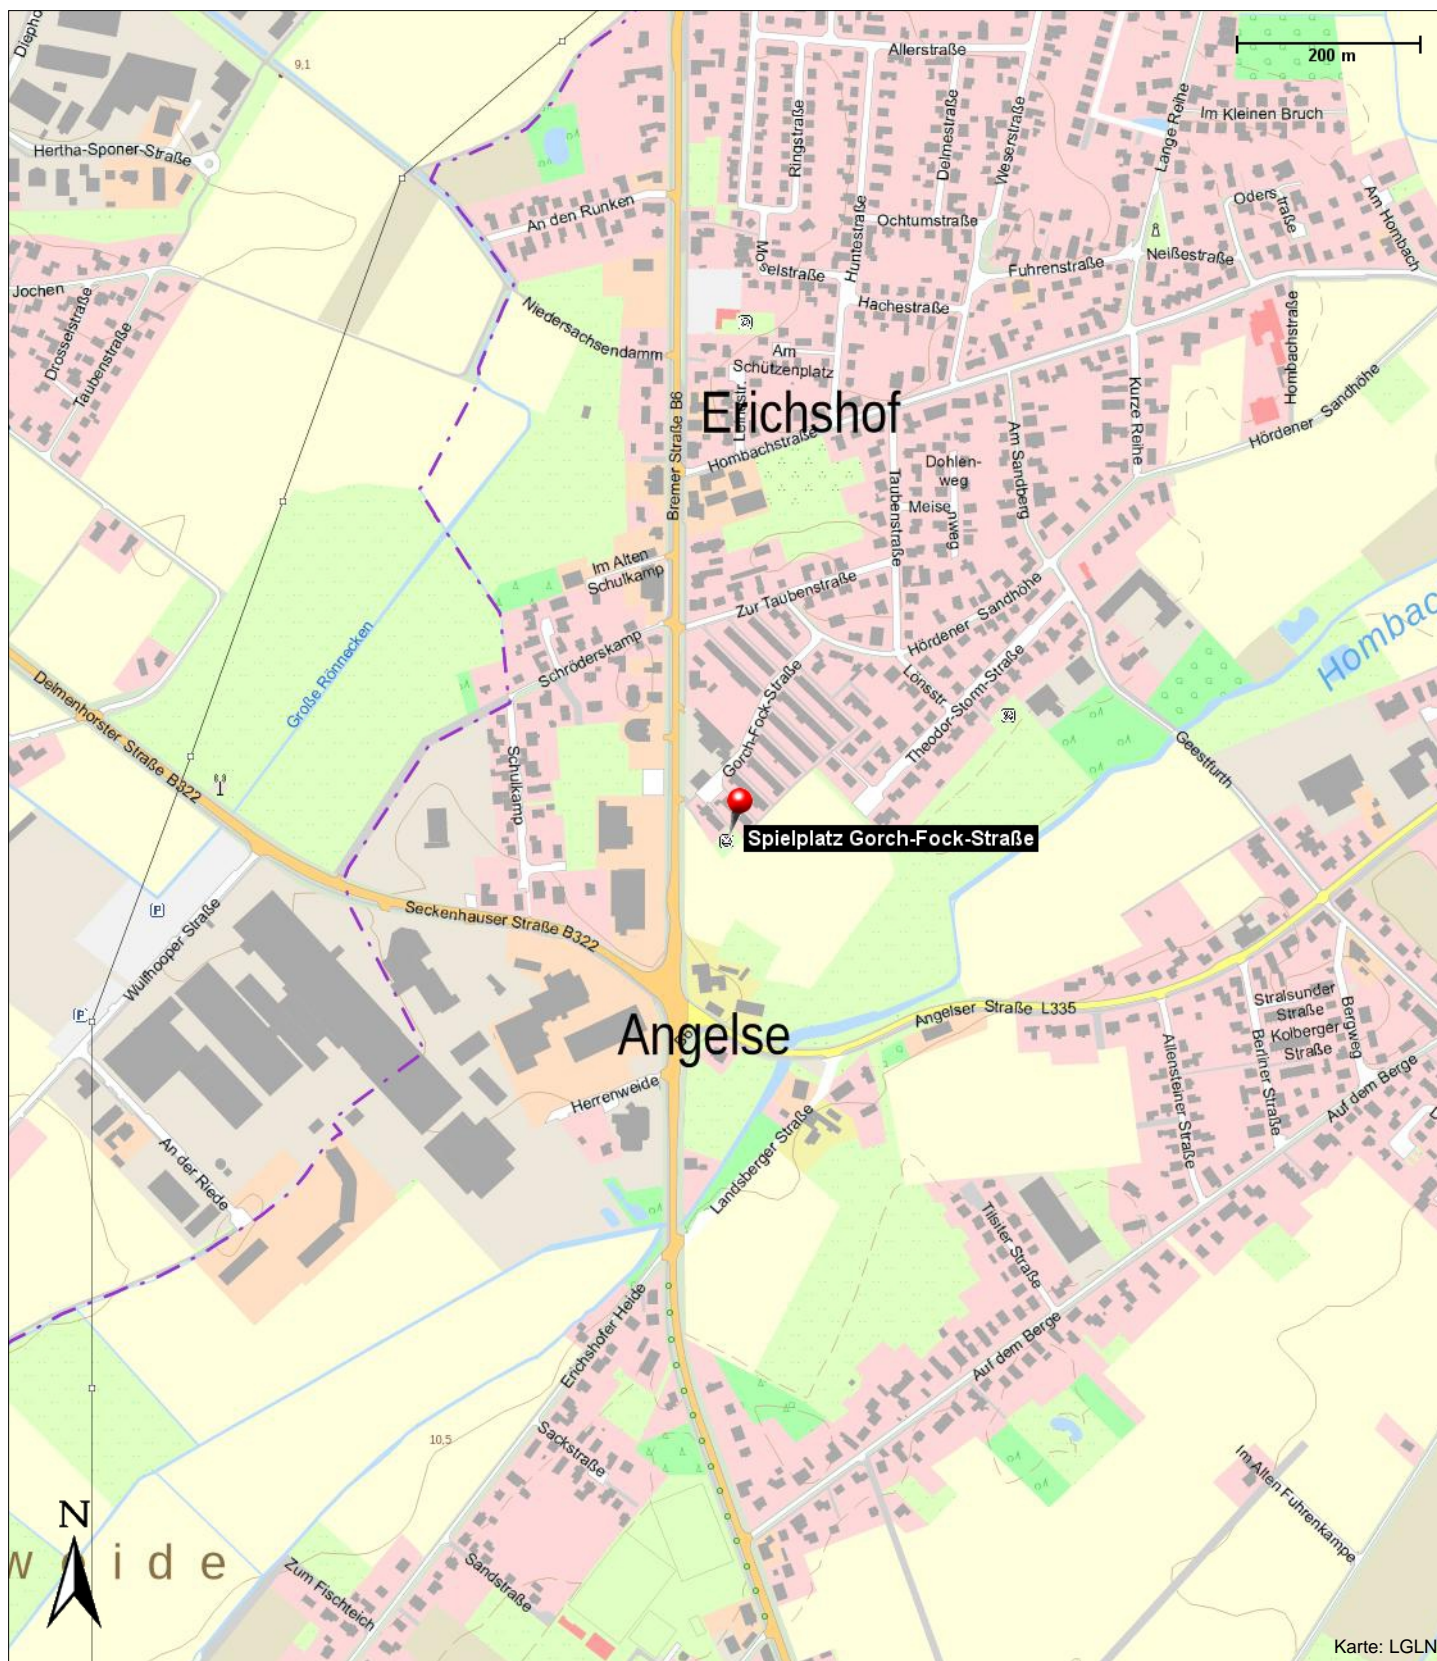 Diepho
9,1
Allerstraße
200 m
Im Kleinen Bruch
Hertha-Sponer-Straße
Ringstraße
Delmestraße
Weserstraße
Lange Reihe
Oders
traße
Am Hombach
An den Runken
Ochtumstraße
Huntestraße
Mo
selstraße
Fuhrenstraße
Neißestraße
Jochen
Drosselstraße
Taubenstraße
Niedersachsendamm
Hachestraße
Hombachstraße
Am
Schützenplatz
Erichshof
Bremer Straße B6
Hombachstraße
Kurze Reihe
Hördener Sandhöhe
Am Sandberg
Dohlen-
weg
Meise
nweg
Taubenstraße
Im Alten
Schulkamp
Zur Taubenstraße
Hördener Sandhöhe
Schröderskamp
Große Rönnecken
Delmenhorster Straße B322
Gorch-Fock-Straße
Lönsstr.
Theodor-Storm-Straße
Hombac
Geestfurth
Schulkamp
Spielplatz Gorch-Fock-Straße
P
Wulfhooper Straße
Seckenhauser Straße B322
P
Angelser Straße L335
Stralsunder
Straße
Kolberger
Straße
Bergweg
Berliner Straße
Allensteiner Straße
Auf dem Berge
Angelse
Herrenweide
Landsberger Straße
An der Riede
Tilsiter Straße
Erichshofer Heide
Auf dem Berge
10,5
Sackstraße
Im Alten Fuhrenkampe
N
w eide
Zum Fischteich
Sandstraße
Karte: LGLN